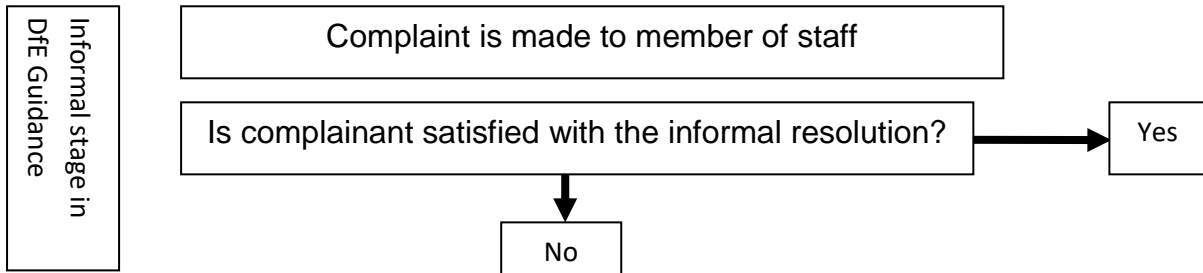 Informal stage in
DfE Guidance
Complaint is made to member of staff
Is complainant satisfied with the informal resolution?
Yes
No